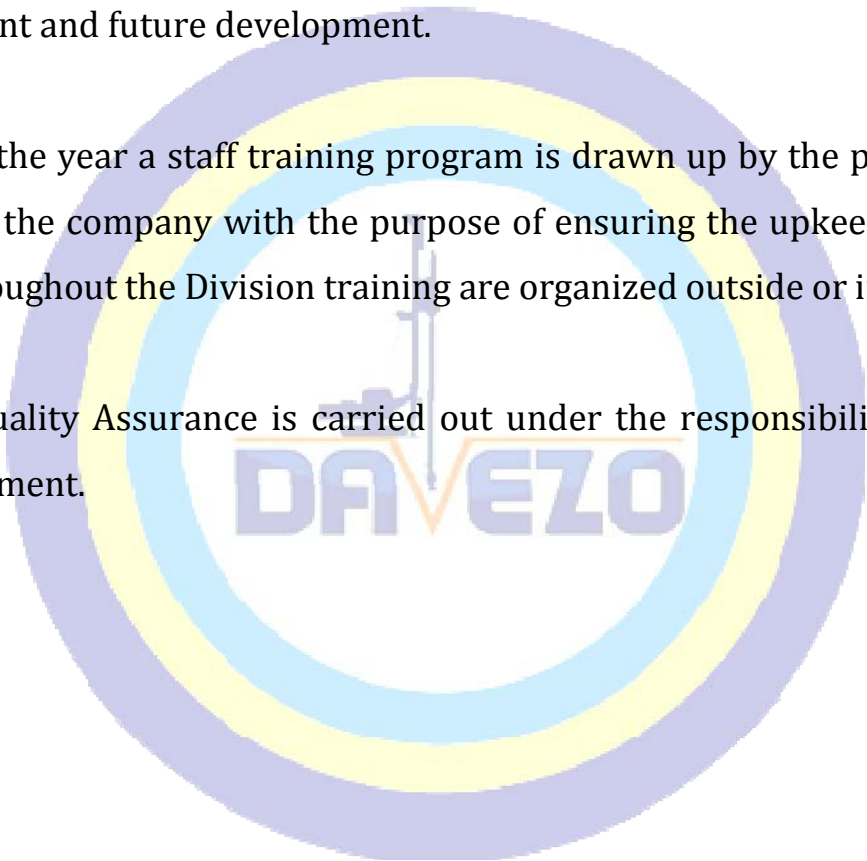 nt and future development.
the year a staff training program is drawn up by the p
the company with the purpose of ensuring the upkee
oughout the Division training are organized outside or i
uality Assurance is carried out under the responsibili
ment.
DAVEZO